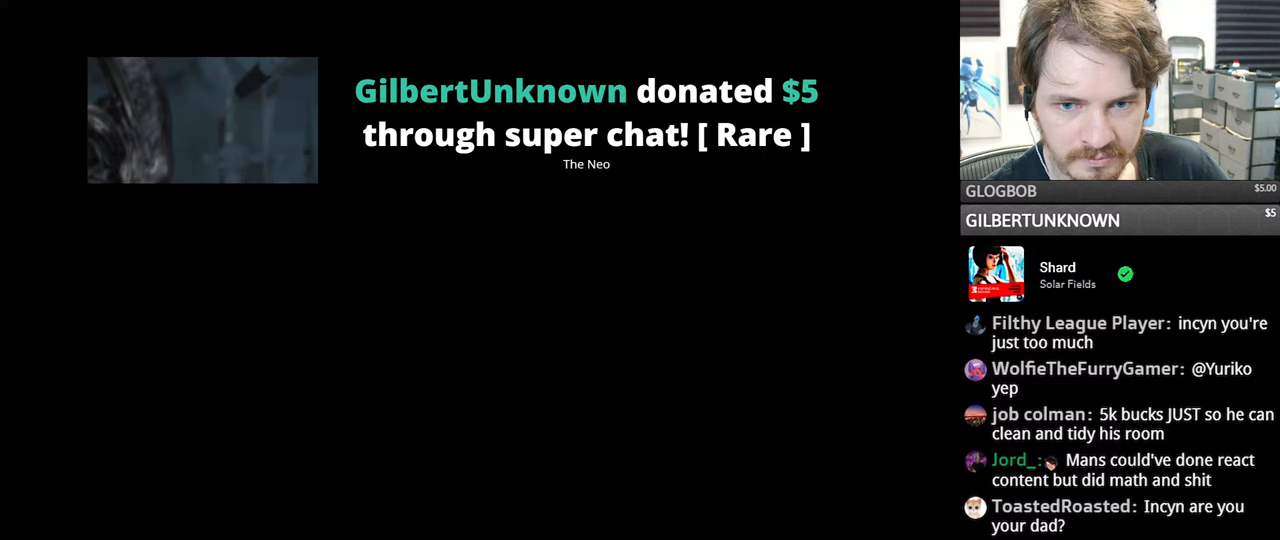 GilbertUnknown donated $5
through super chat! [ Rare ]
The Neo
GLOGBOB $5.00
GILBERTUNKNOWN $5
Shard
Solar Fields
Filthy League Player: incyn you're
just too much
WolfieTheFurryGamer: @Yuriko
yep
job colman: 5k bucks JUST so he can
clean and tidy his room
Jord_: Mans could've done react
content but did math and shit
ToastedRoasted: Incyn are you
your dad?